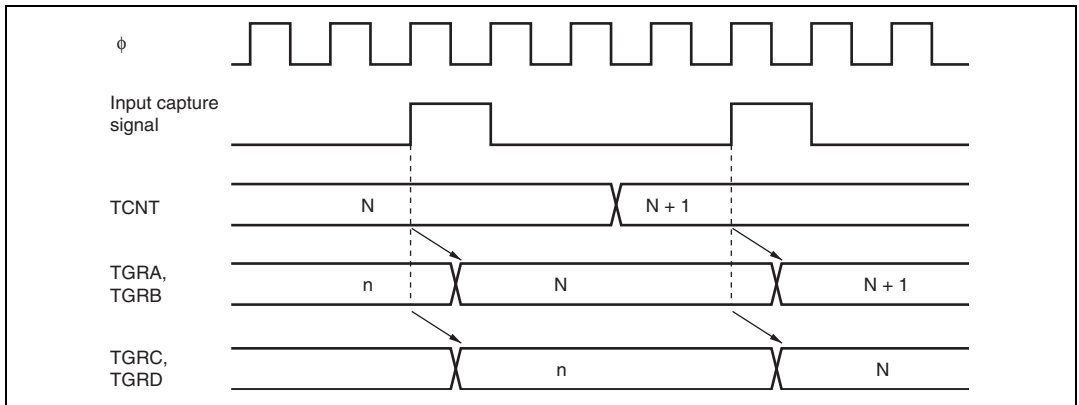 ϕ
Input capture
signal
TCNT
N
N + 1
TGRA,
TGRB
n
N
N + 1
TGRC,
TGRD
n
N